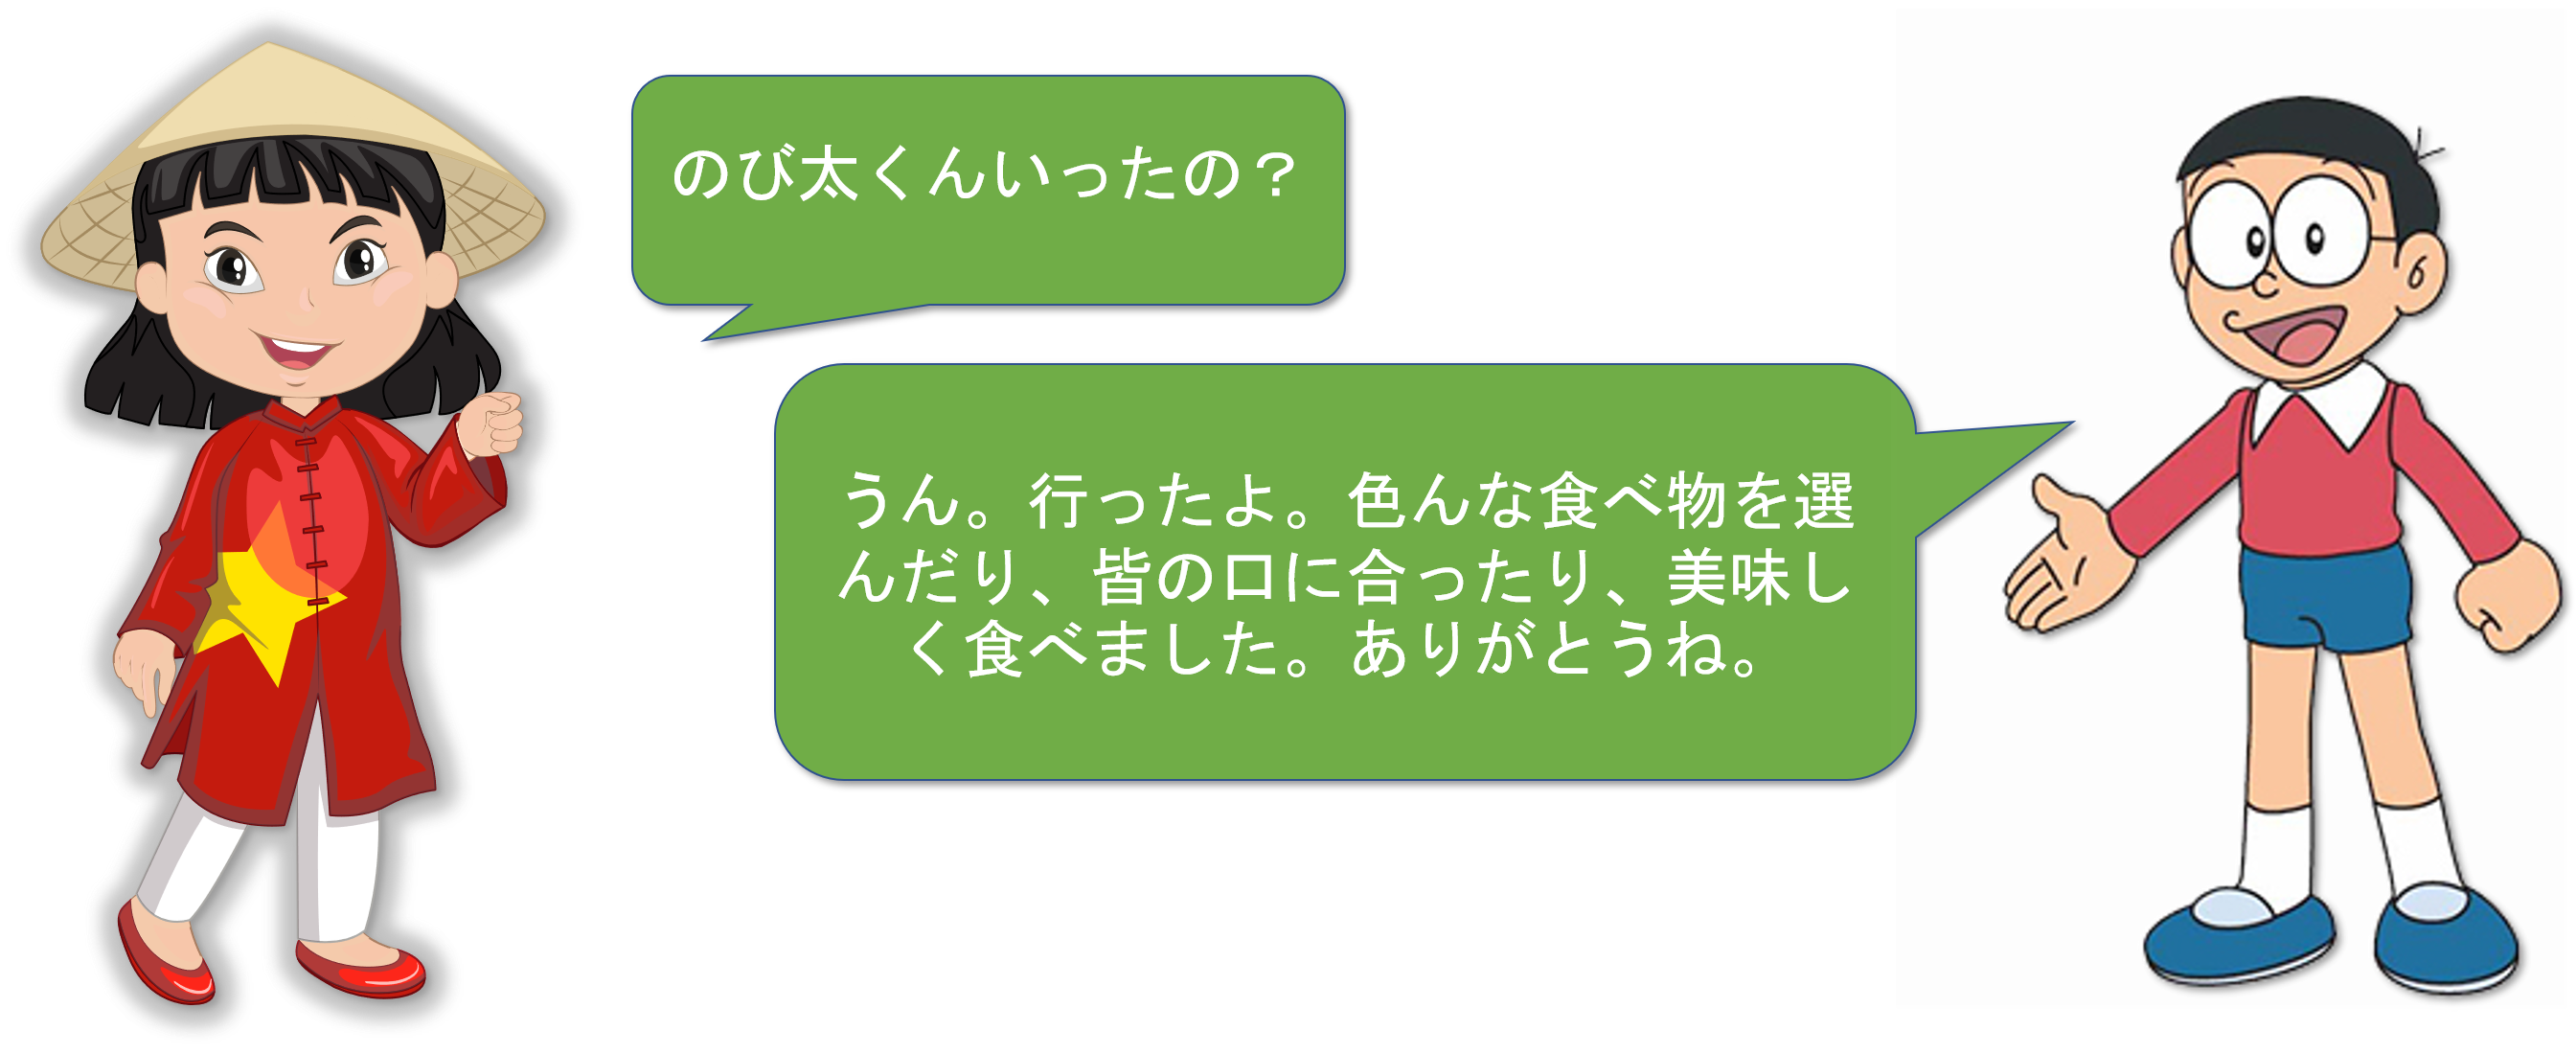 のび太くんいったの？
うん。行ったよ。色んな食べ物を選
んだり、皆の口に合ったり、美味し
く食べました。ありがとうね。